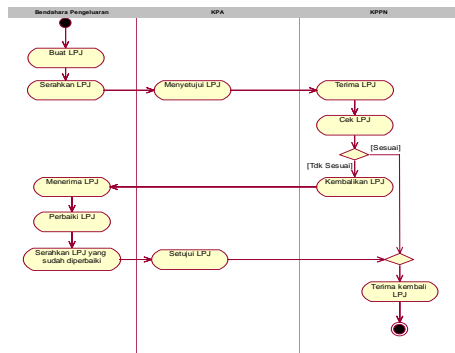 Bendahara Pengeluaran
KPA
KPPN
Buat LPJ
Serahkan LPJ
Menyetujui LPJ
Terima LPJ
Cek LPJ
[Sesuai]
[Tdk Sesuai]
Menerima LPJ
Kembalikan LPJ
Perbaiki LPJ
Serahkan LPJ yang
sudah diperbaiki
Setujui LPJ
Terima kembali
LPJ